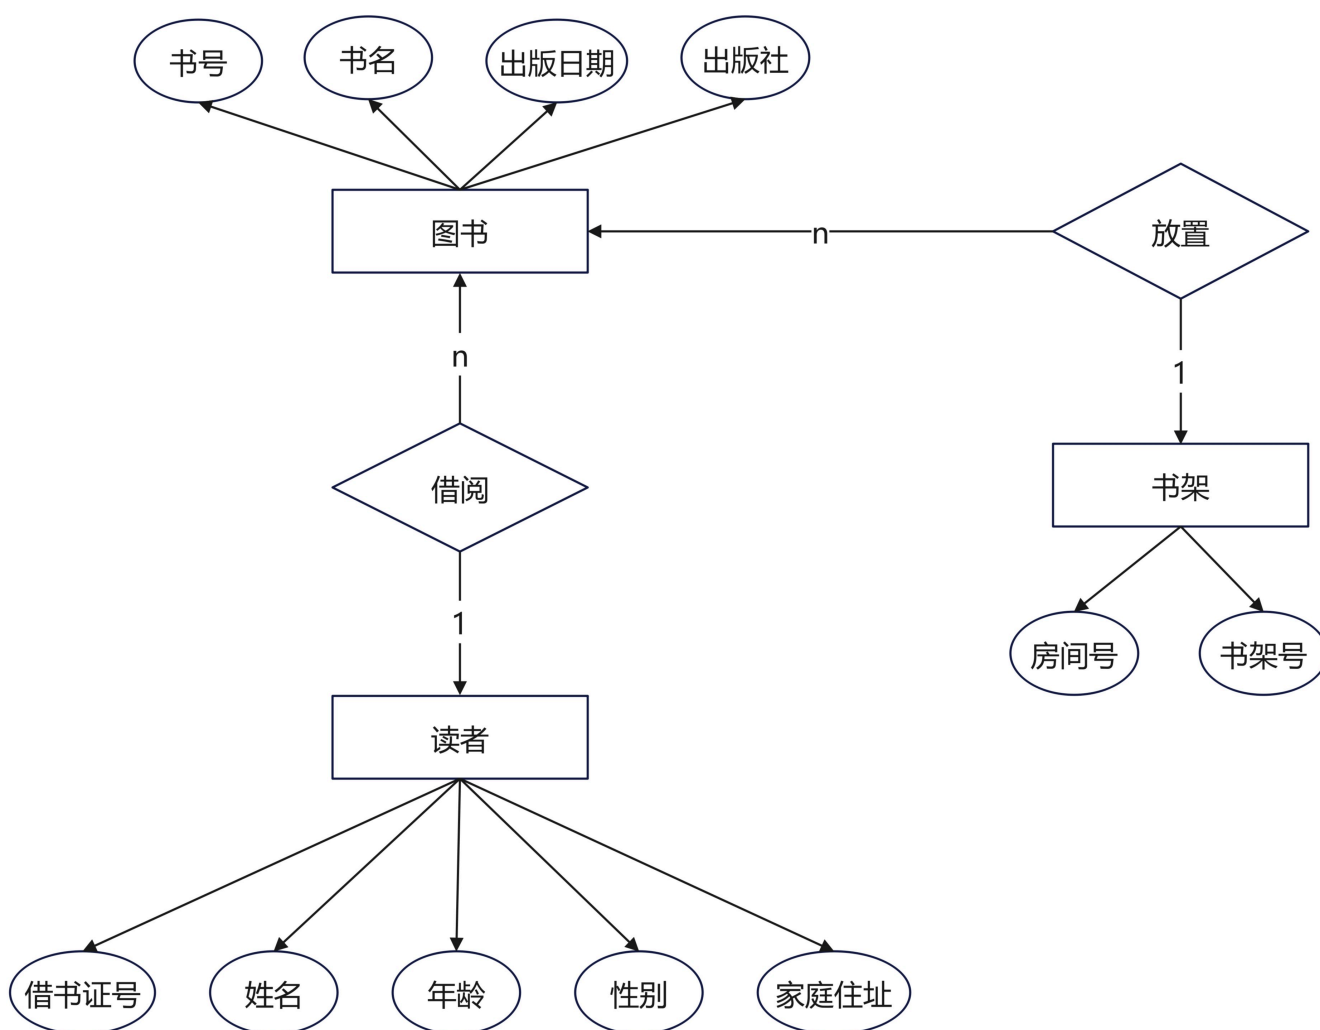 书号
书名
出版日期
出版社
图书
n
放置
n
1
借阅
书架
1
房间号
书架号
读者
借书证号
姓名
年龄
性别
家庭住址